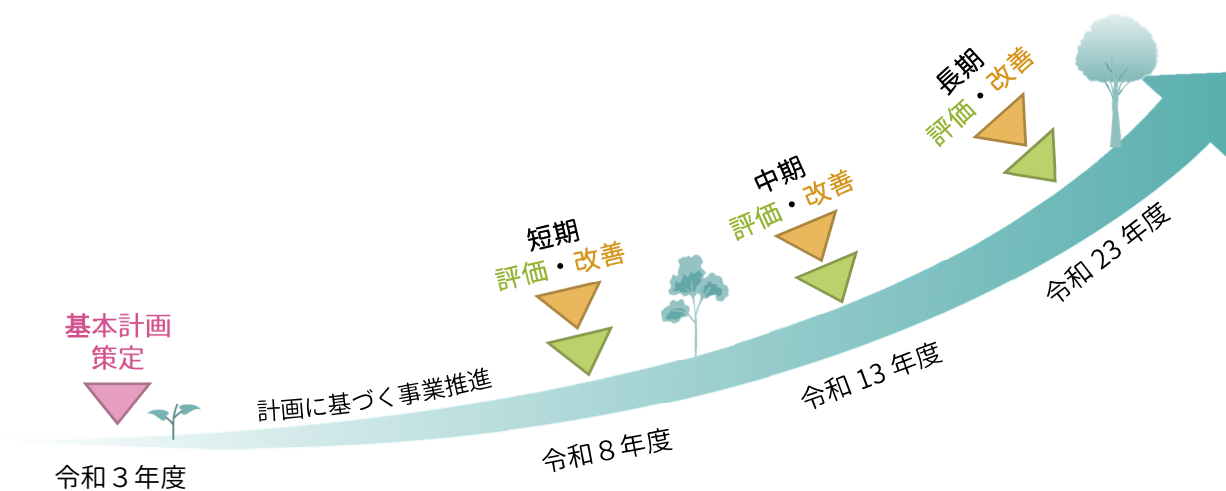 基本計画
策定
令和３年度
計画に基づく事業推進
短期
評価・改善
令和８年度
中期
評価・改善
令和 13 年度
長期
評価・改善
令和 23 年度